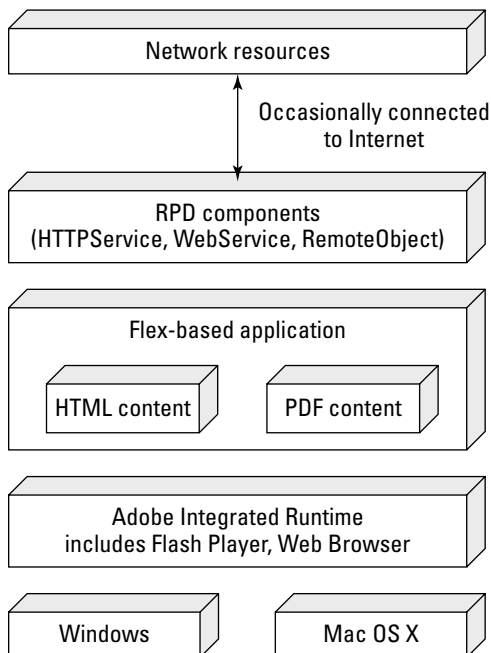 Network resources
Occasionally connected
to Internet
RPD components
(HTTPService, WebService, RemoteObject)
Flex-based application
HTML content
PDF content
Adobe Integrated Runtime
includes Flash Player, Web Browser
Windows
Mac OS X